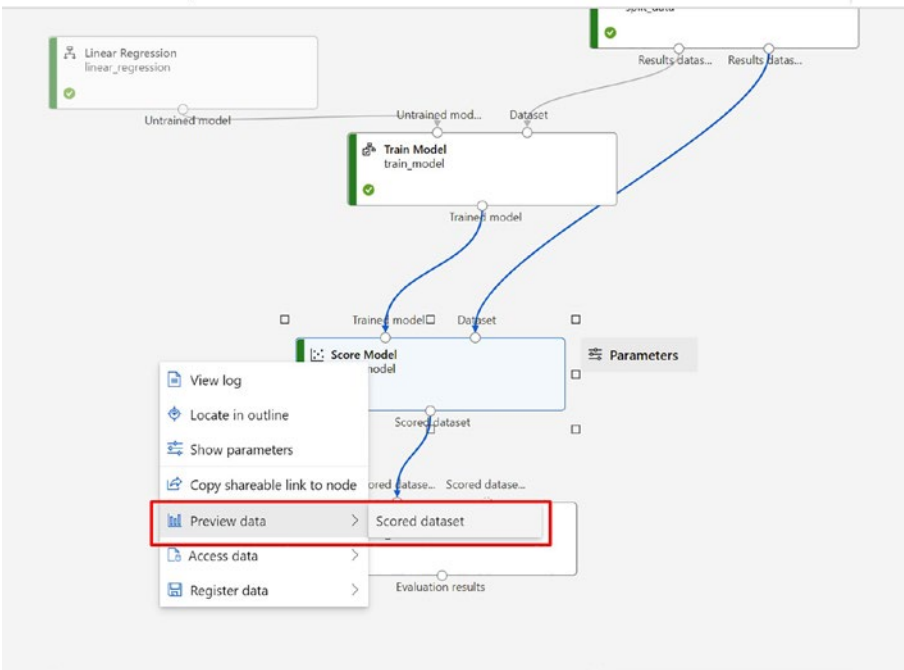 split_data
Linear Regression
linear_regression
Results datas... Results datas...
Untrained model
Untrained mod... Dataset
Train Model
train_model
Trained model
Trained model Dataset
Score Model
model
Parameters
Scored dataset
View log
Locate in outline
Show parameters
Copy shareable link to node
ored datase... Scored datase...
Preview data
Scored dataset
Access data
Register data
Evaluation results